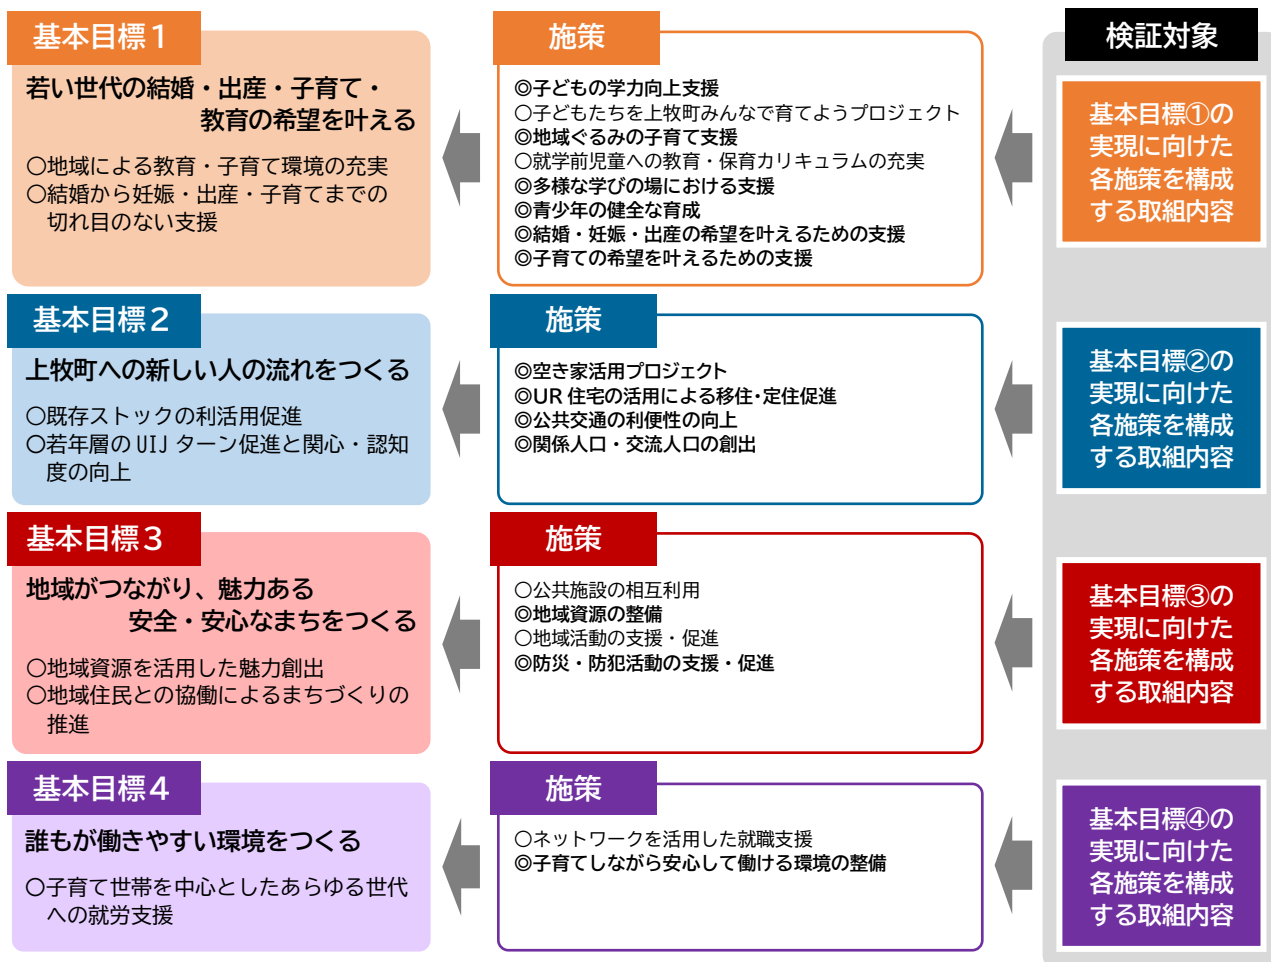 基本目標１
若い世代の結婚・出産・子育て・
教育の希望を叶える
○地域による教育・子育て環境の充実
○結婚から妊娠・出産・子育てまでの
切れ目のない支援
施策
◎子どもの学力向上支援
○子どもたちを上牧町みんなで育てようプロジェクト
◎地域ぐるみの子育て支援
○就学前児童への教育・保育カリキュラムの充実
◎多様な学びの場における支援
◎青少年の健全な育成
◎結婚・妊娠・出産の希望を叶えるための支援
◎子育ての希望を叶えるための支援
検証対象
基本目標①の
実現に向けた
各施策を構成
する取組内容
基本目標２
上牧町への新しい人の流れをつくる
○既存ストックの利活用促進
○若年層のUIJターン促進と関心・認知
度の向上
施策
◎空き家活用プロジェクト
◎UR住宅の活用による移住・定住促進
◎公共交通の利便性の向上
◎関係人口・交流人口の創出
基本目標②の
実現に向けた
各施策を構成
する取組内容
基本目標３
地域がつながり、魅力ある
安全・安心なまちをつくる
○地域資源を活用した魅力創出
○地域住民との協働によるまちづくりの
推進
施策
○公共施設の相互利用
◎地域資源の整備
○地域活動の支援・促進
◎防災・防犯活動の支援・促進
基本目標③の
実現に向けた
各施策を構成
する取組内容
基本目標４
誰もが働きやすい環境をつくる
○子育て世帯を中心としたあらゆる世代
への就労支援
施策
○ネットワークを活用した就職支援
◎子育てしながら安心して働ける環境の整備
基本目標④の
実現に向けた
各施策を構成
する取組内容